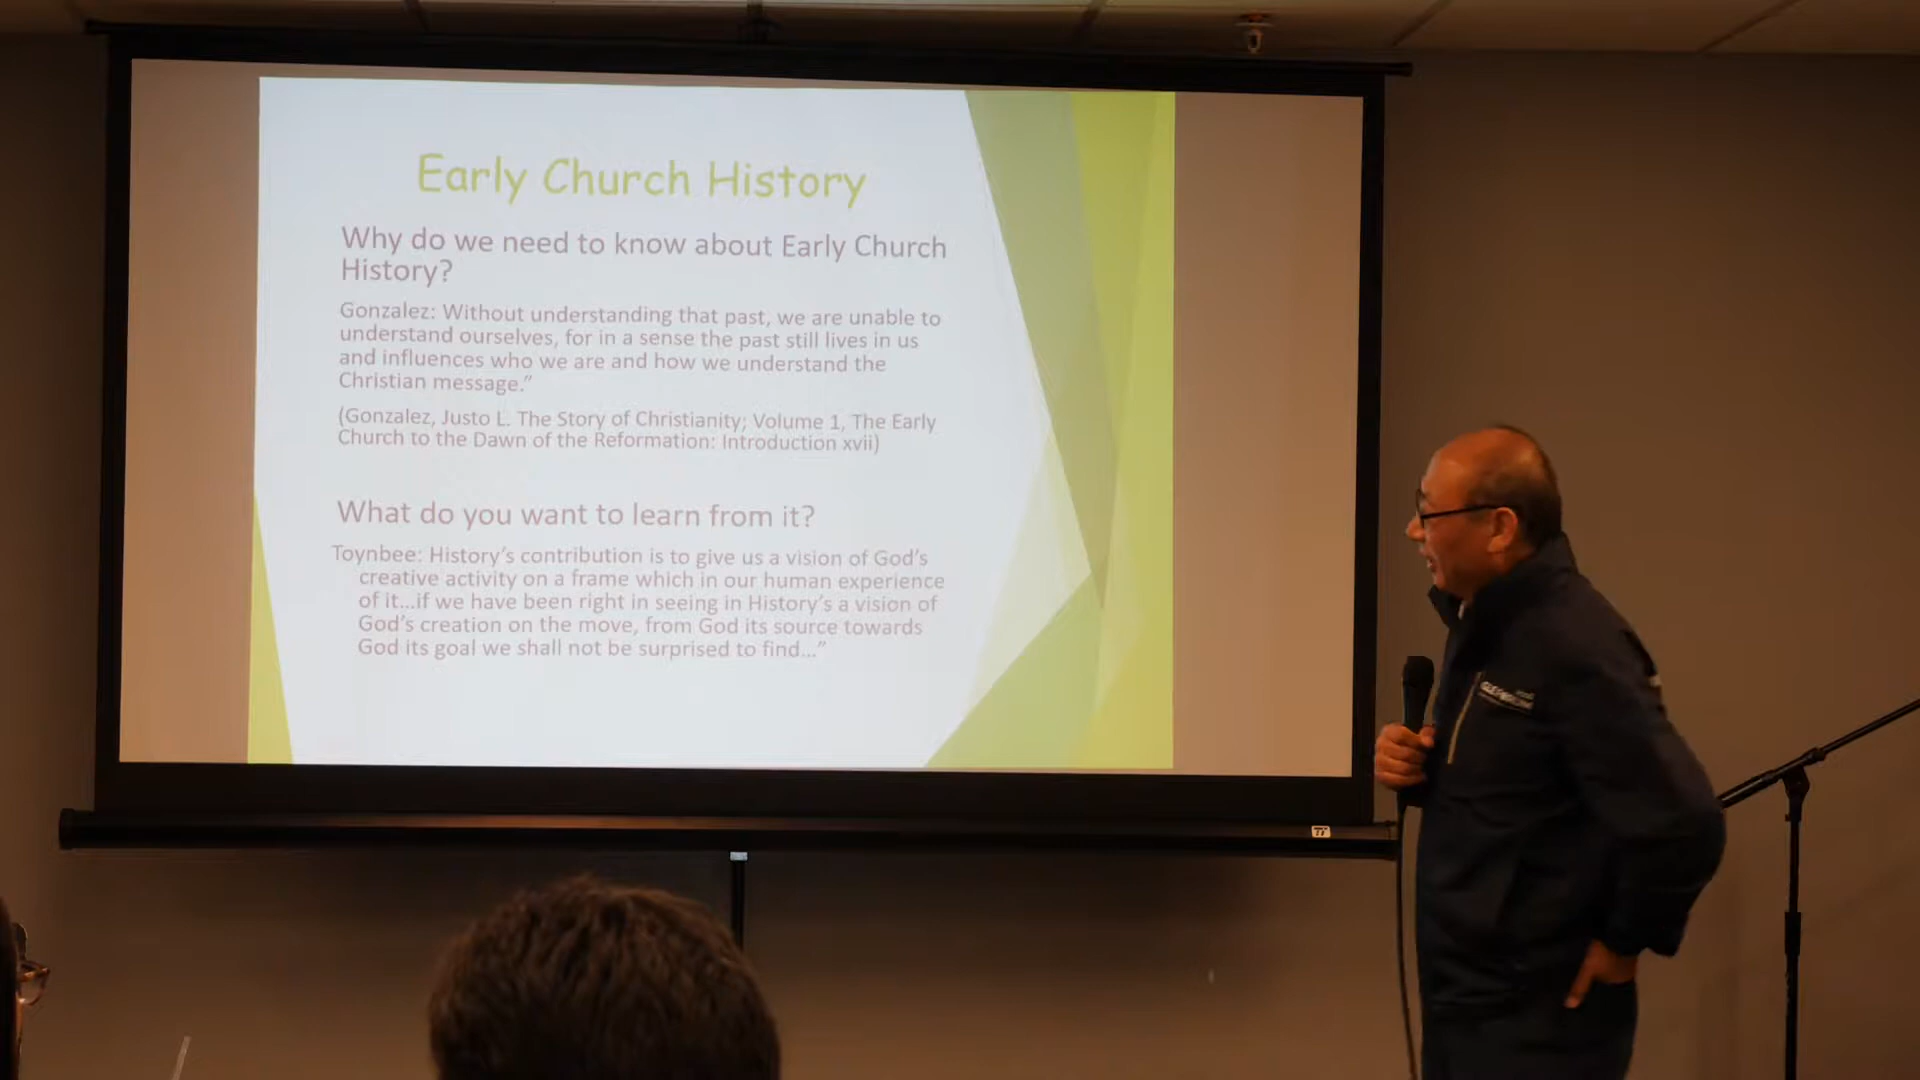 Early Church History
Why do we need to know about Early Church
History?
Gonzalez: Without understanding that past, we are unable to
understand ourselves, for in a sense the past still lives in us
and influences who we are and how we understand the
Christian message.”
(Gonzalez, Justo L. The Story of Christianity; Volume 1, The Early
Church to the Dawn of the Reformation: Introduction xvii)
What do you want to learn from it?
Toynbee: History’s contribution is to give us a vision of God’s
creative activity on a frame which in our human experience
of it...if we have been right in seeing in History’s a vision of
God’s creation on the move, from God its source towards
God its goal we shall not be surprised to find...”